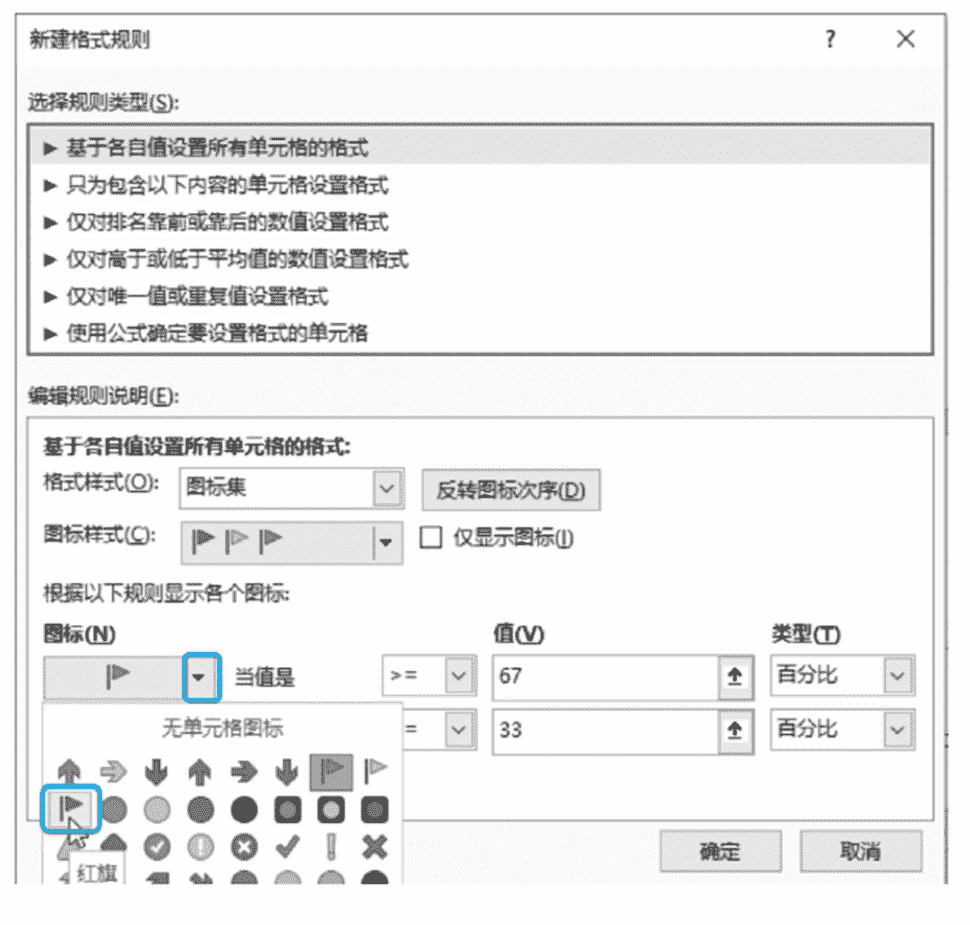 新建格式规则 ? ×
选择规则类型(S):
► 基于各自值设置所有单元格的格式
► 只为包含以下内容的单元格设置格式
► 仅对排名靠前或靠后的数值设置格式
► 仅对高于或低于平均值的数值设置格式
► 仅对唯一值或重复值设置格式
► 使用公式确定要设置格式的单元格
编辑规则说明(E):
基于各自值设置所有单元格的格式:
格式样式(O): 图标集 反转图标次序(D)
图标样式(C): 仅显示图标(I)
根据以下规则显示各个图标:
图标(N) 值(V) 类型(T)
当值是 >= 67 百分比
无单元格图标 = 33 百分比
确定 取消
红旗